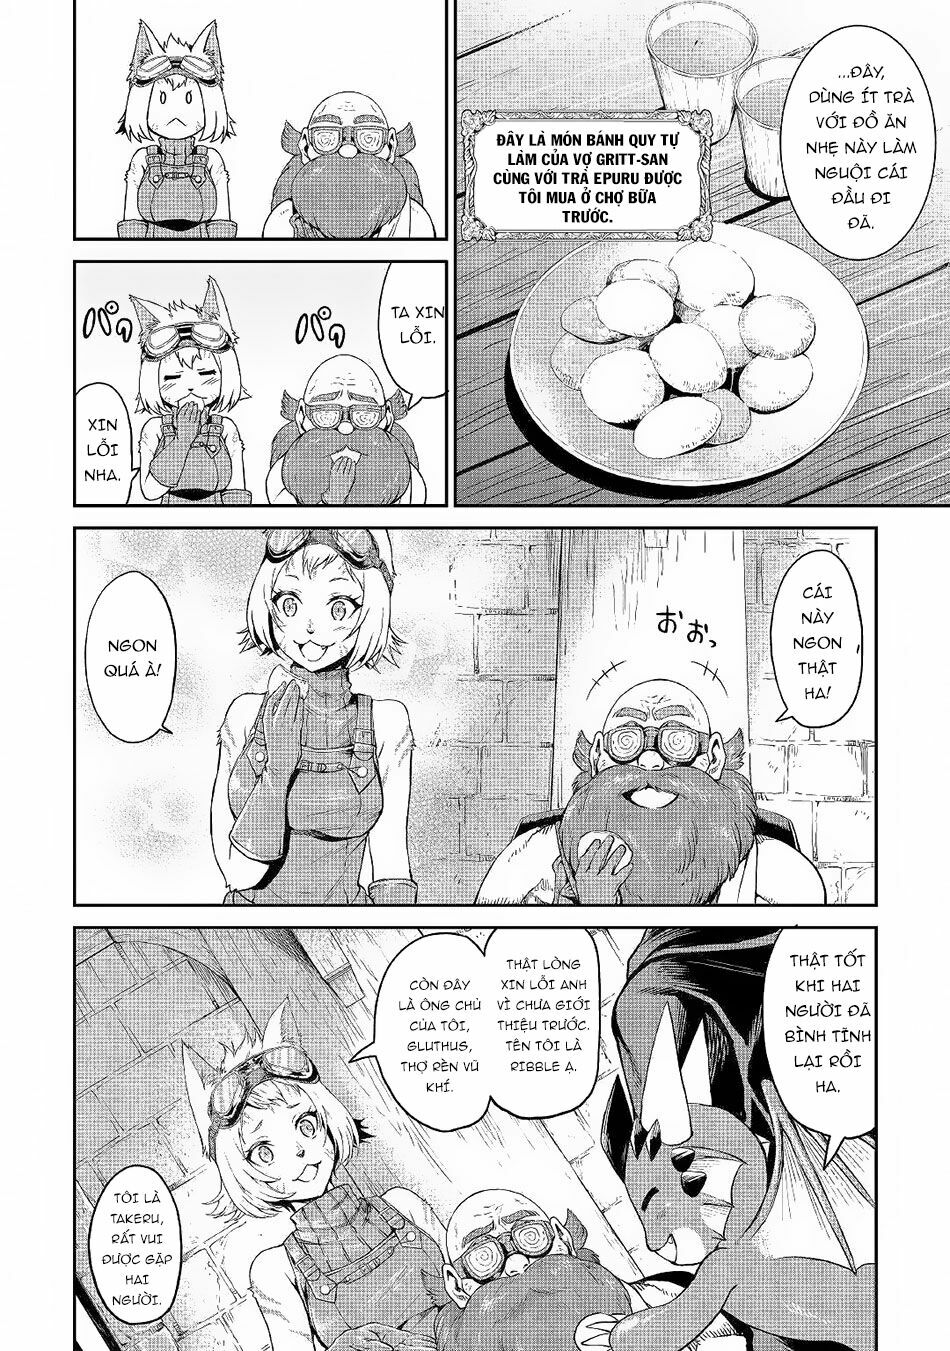 ...ĐÂY,
DÙNG ÍT TRÀ
VỚI ĐỒ ĂN
NHẸ NÀY LÀM
NGUỘI CÁI
ĐẦU ĐI
ĐÃ.
ĐÂY LÀ MÓN BÁNH QUY TỰ
LÀM CỦA VỢ GRITT-SAN
CÙNG VỚI TRÀ EPURU ĐƯỢC
TÔI MUA Ở CHỢ BỮA
TRƯỚC.
TA XIN
LỖI.
パク
パク
XIN
LỖI
NHA.
CÁI
NÀY
NGON
THẬT
HA!
おおっ
NGON
QUÁ À!
THẬT TỐT
KHI HAI
NGƯỜI ĐÃ
BÌNH TĨNH
LẠI RỒI
HA.
THẬT LÒNG
XIN LỖI ANH
VÌ CHƯA GIỚI
THIỆU TRƯỚC.
TÊN TÔI LÀ
RIBBLE Ạ.
CÒN ĐÂY
LÀ ÔNG CHỦ
CỦA TÔI,
GLUTHUS,
THỢ RÈN VŨ
KHÍ.
TÔI LÀ
TAKERU,
RẤT VUI
ĐƯỢC GẶP
HAI
NGƯỜI.